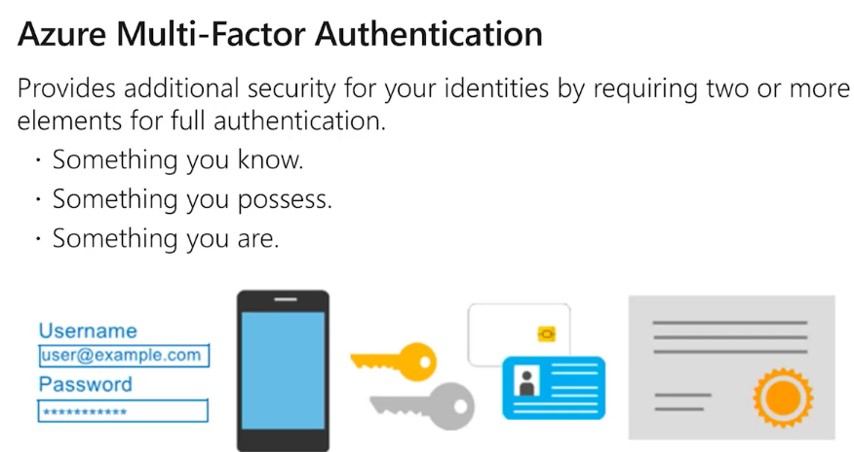 Azure Multi-Factor Authentication
Provides additional security for your identities by requiring two or more
elements for full authentication.
· Something you know.
· Something you possess.
· Something you are.
Username
user@example.com
Password
***********